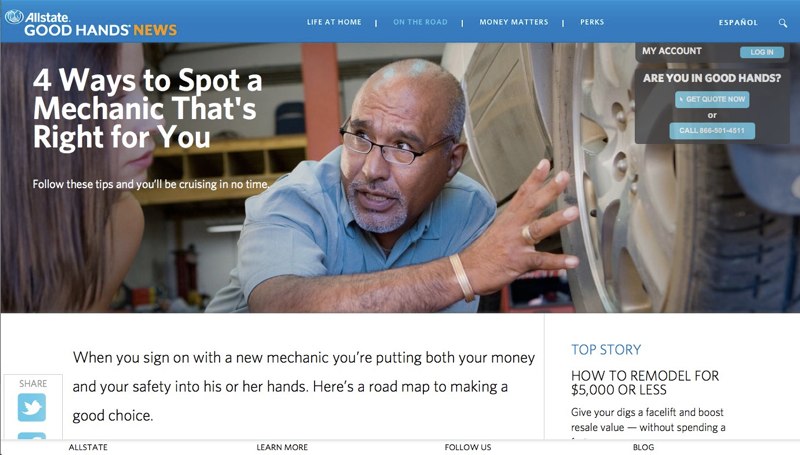 Allstate.
GOOD HANDS NEWS
LIFE AT HOME | ON THE ROAD | MONEY MATTERS | PERKS
ESPAÑOL
MY ACCOUNT
LOG IN
ARE YOU IN GOOD HANDS?
GET QUOTE NOW
or
CALL 866-501-4511
4 Ways to Spot a
Mechanic That's
Right for You
Follow these tips and you'll be cruising in no time.
When you sign on with a new mechanic you're putting both your money
and your safety into his or her hands. Here's a road map to making a
good choice.
SHARE
TOP STORY
HOW TO REMODEL FOR
$5,000 OR LESS
Give your digs a facelift and boost
resale value — without spending a
ALLSTATE
LEARN MORE
FOLLOW US
BLOG